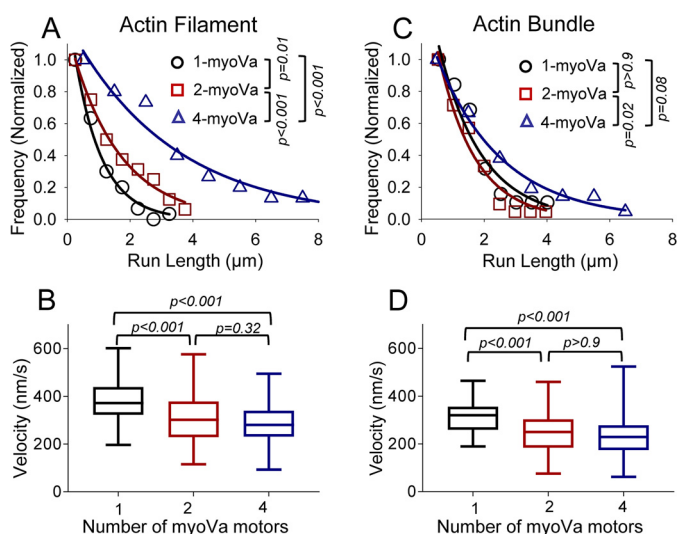 A
Actin Filament
Frequency (Normalized)
1.0
0.8
0.6
0.4
0.2
0.0
0
2
4
6
8
Run Length (µm)
1-myoVa
2-myoVa
4-myoVa
p=0.01
p<0.001
p<0.001
C
Actin Bundle
Frequency (Normalized)
1.0
0.8
0.6
0.4
0.2
0.0
0
2
4
6
8
Run Length (µm)
1-myoVa
2-myoVa
4-myoVa
p>0.9
p=0.02
p=0.08
B
Velocity (nm/s)
600
400
200
0
p<0.001
p<0.001
p=0.32
1
2
4
Number of myoVa motors
D
Velocity (nm/s)
600
400
200
0
p<0.001
p<0.001
p>0.9
1
2
4
Number of myoVa motors